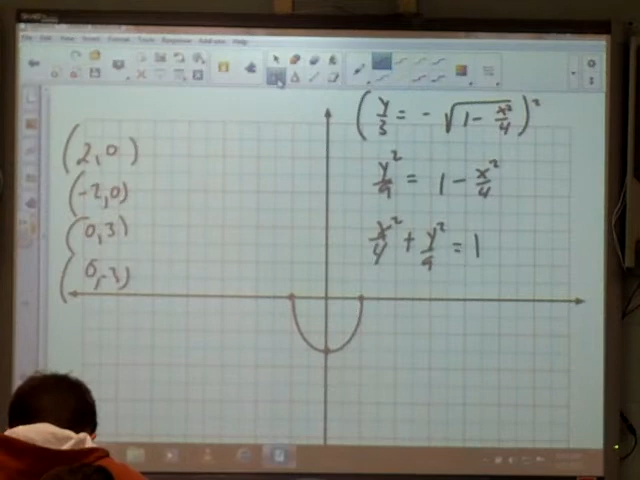 (y/3 = - √(1 - x²/4))²
(2,0)
y²/9 = 1 - x²/4
(-2,0)
(0,3)
x²/4 + y²/9 = 1
(0,-3)